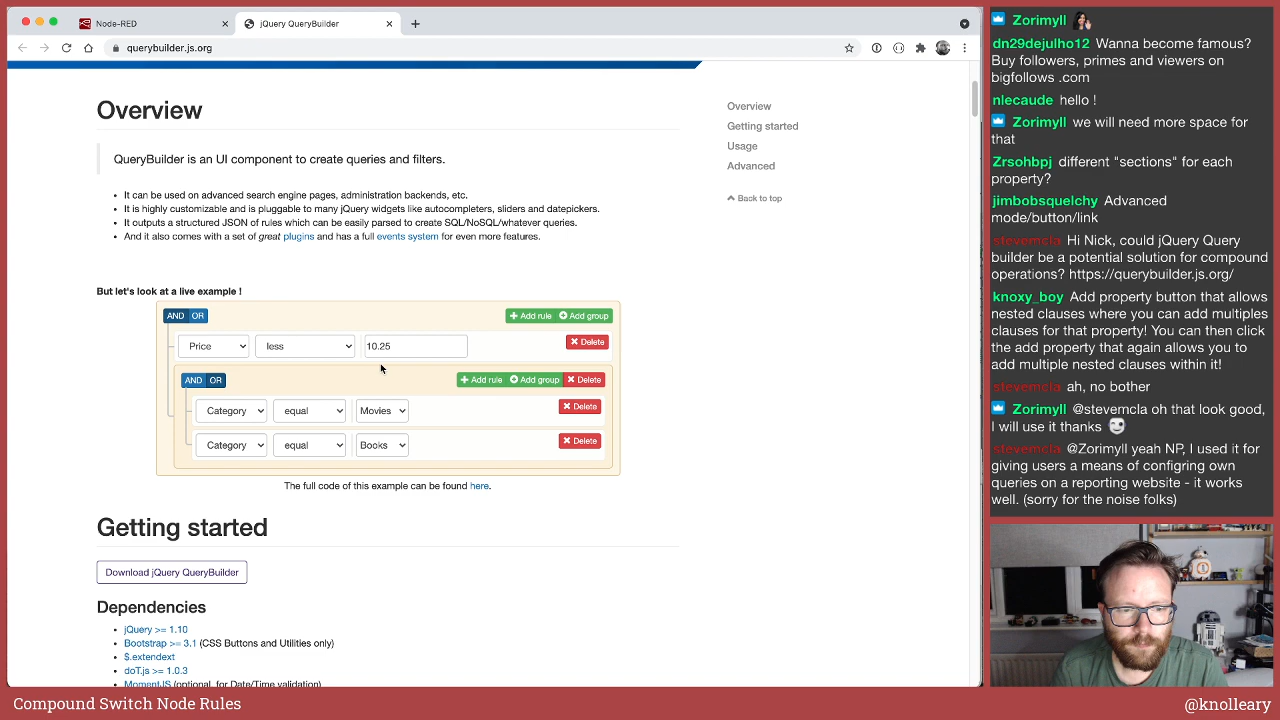 Node-RED
jQuery QueryBuilder
querybuilder.js.org
Overview
QueryBuilder is an UI component to create queries and filters.
It can be used on advanced search engine pages, administration backends, etc.
It is highly customizable and is pluggable to many jQuery widgets like autocompleters, sliders and datepickers.
It outputs a structured JSON of rules which can be easily parsed to create SQL/NoSQL/whatever queries.
And it also comes with a set of great plugins and has a full events system for even more features.
But let's look at a live example !
AND OR Add rule Add group
Price less 10.25 Delete
AND OR Add rule Add group Delete
Category equal Movies Delete
Category equal Books Delete
The full code of this example can be found here.
Getting started
Download jQuery QueryBuilder
Dependencies
jQuery >= 1.10
Bootstrap >= 3.1 (CSS Buttons and Utilities only)
$.extendext
doT.js >= 1.0.3
MomentJS (optional, for Date/Time validation)
Overview
Getting started
Usage
Advanced
Back to top
Zorimyll
dn29dejulho12 Wanna become famous?
Buy followers, primes and viewers on
bigfollows .com
nlecaude hello !
Zorimyll we will need more space for
that
Zrsohbpj different "sections" for each
property?
jimbobsquelchy Advanced
mode/button/link
stevemcla Hi Nick, could jQuery Query
builder be a potential solution for compound
operations? https://querybuilder.js.org/
knoxy_boy Add property button that allows
nested clauses where you can add multiples
clauses for that property! You can then click
the add property that again allows you to
add multiple nested clauses within it!
stevemcla ah, no bother
Zorimyll @stevemcla oh that look good,
I will use it thanks
stevemcla @Zorimyll yeah NP, I used it for
giving users a means of configring own
queries on a reporting website - it works
well. (sorry for the noise folks)
Compound Switch Node Rules
@knolleary